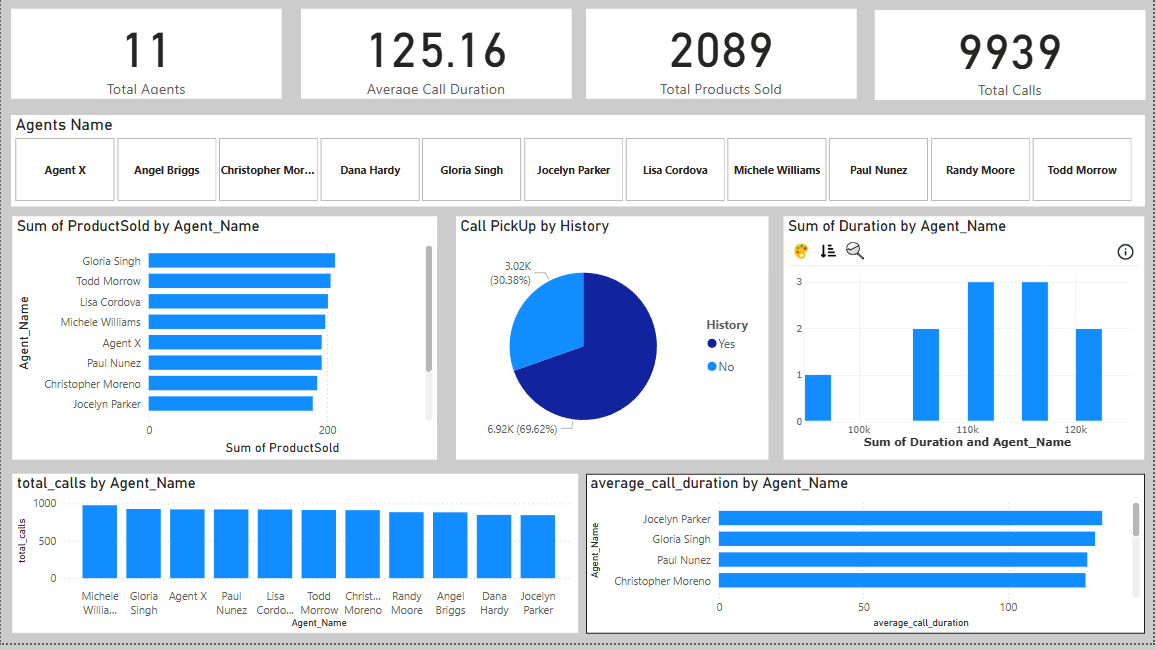 11
Total Agents
125.16
Average Call Duration
2089
Total Products Sold
9939
Total Calls
Agents Name
Agent X
Angel Briggs
Christopher Mor...
Dana Hardy
Gloria Singh
Jocelyn Parker
Lisa Cordova
Michele Williams
Paul Nunez
Randy Moore
Todd Morrow
Sum of ProductSold by Agent_Name
Agent_Name
Gloria Singh
Todd Morrow
Lisa Cordova
Michele Williams
Agent X
Paul Nunez
Christopher Moreno
Jocelyn Parker
0
200
Sum of ProductSold
Call PickUp by History
3.02K
(30.38%)
6.92K (69.62%)
History
Yes
No
Sum of Duration by Agent_Name
3
2
1
0
100k
110k
120k
Sum of Duration and Agent_Name
total_calls by Agent_Name
total_calls
1000
500
0
Michele
Willia...
Gloria
Singh
Agent X
Paul
Nunez
Lisa
Cordo...
Todd
Morrow
Christ...
Moreno
Randy
Moore
Angel
Briggs
Dana
Hardy
Jocelyn
Parker
Agent_Name
average_call_duration by Agent_Name
Agent_Name
Jocelyn Parker
Gloria Singh
Paul Nunez
Christopher Moreno
0
50
100
average_call_duration